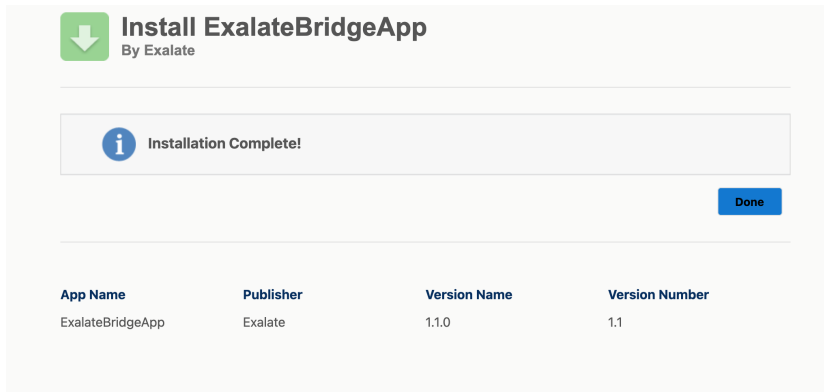 Install ExalateBridgeApp
By Exalate
Installation Complete!
Done
App Name Publisher Version Name Version Number
ExalateBridgeApp Exalate 1.1.0 1.1